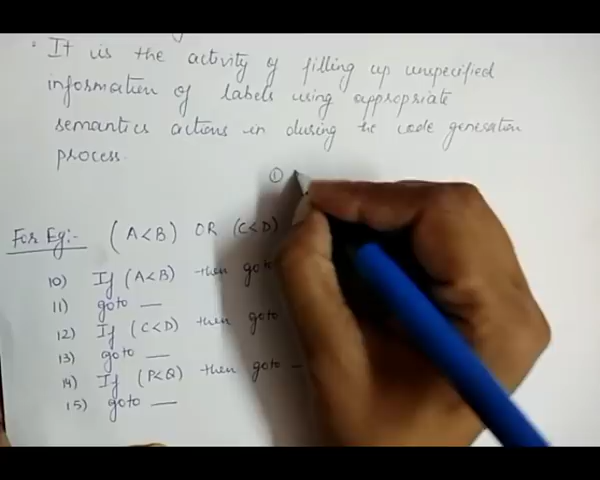 · It is the activity of filling up unspecified
information of labels using appropriate
semantics actions in during the code generation
process.
①
For Eg:- (A<B) OR (C<D)
10) If (A<B) then goto
11) goto —
12) If (C<D) then goto
13) goto —
14) If (P<Q) then goto —
15) goto —